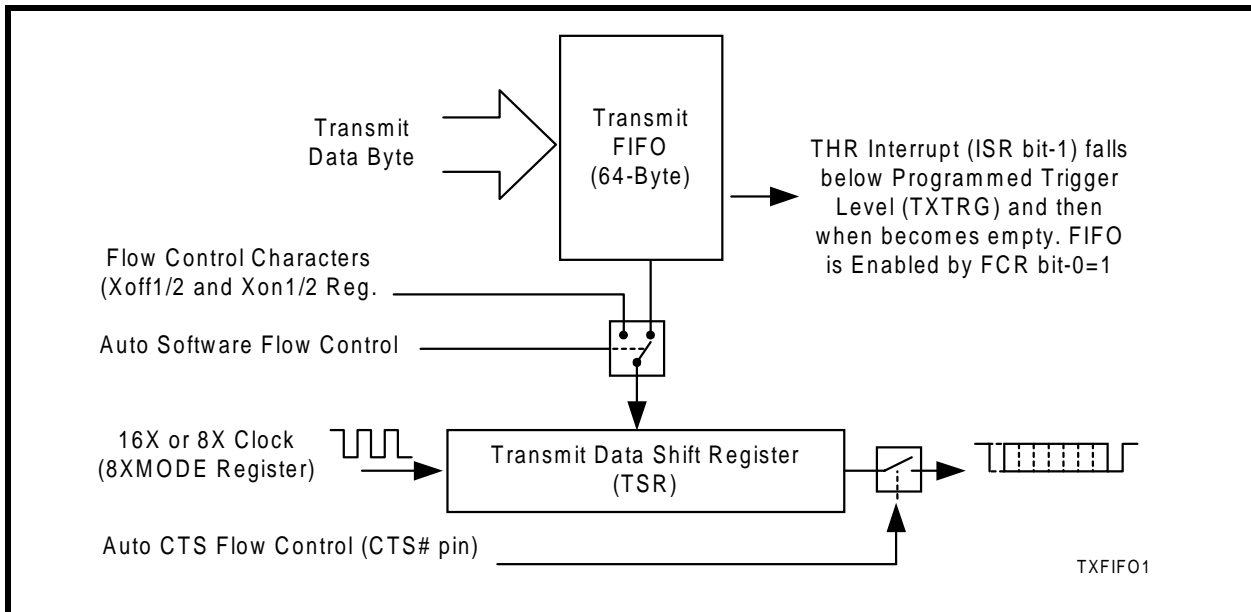 Transmit
Data Byte
Transmit
FIFO
(64-Byte)
THR Interrupt (ISR bit-1) falls
below Programmed Trigger
Level (TXTRG) and then
when becomes empty. FIFO
is Enabled by FCR bit-0=1
Flow Control Characters
(Xoff1/2 and Xon1/2 Reg.
Auto Software Flow Control
16X or 8X Clock
(8XMODE Register)
Transmit Data Shift Register
(TSR)
Auto CTS Flow Control (CTS# pin)
TXFIFO1